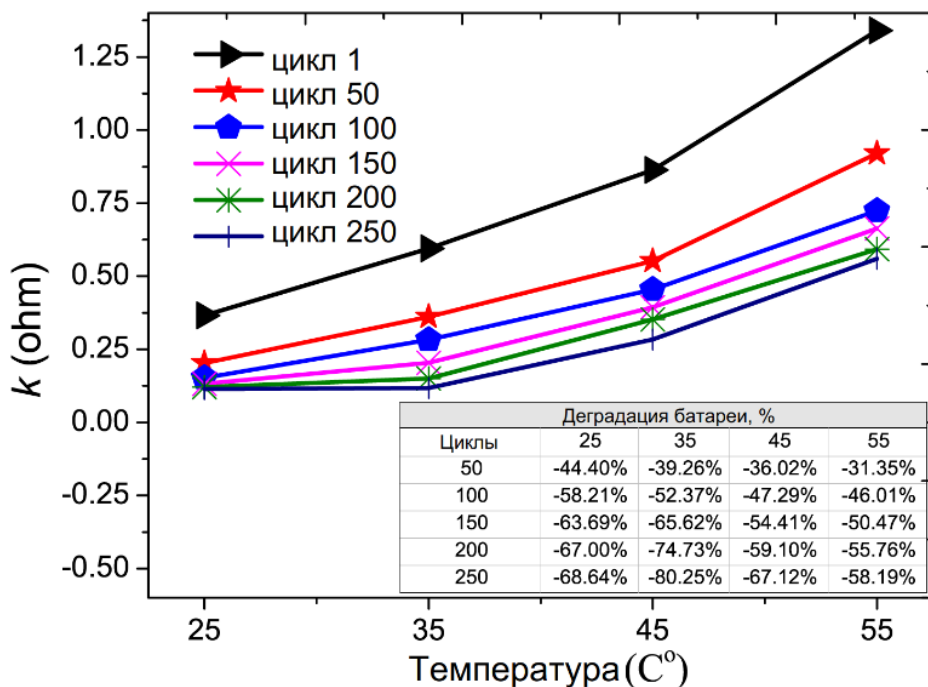 1.25
1.00
0.75
0.50
0.25
0.00
-0.25
-0.50
k (ohm)
цикл 1
цикл 50
цикл 100
цикл 150
цикл 200
цикл 250
Деградация батареи, %
Циклы 25 35 45 55
50 -44.40% -39.26% -36.02% -31.35%
100 -58.21% -52.37% -47.29% -46.01%
150 -63.69% -65.62% -54.41% -50.47%
200 -67.00% -74.73% -59.10% -55.76%
250 -68.64% -80.25% -67.12% -58.19%
25 35 45 55
Температура (C°)